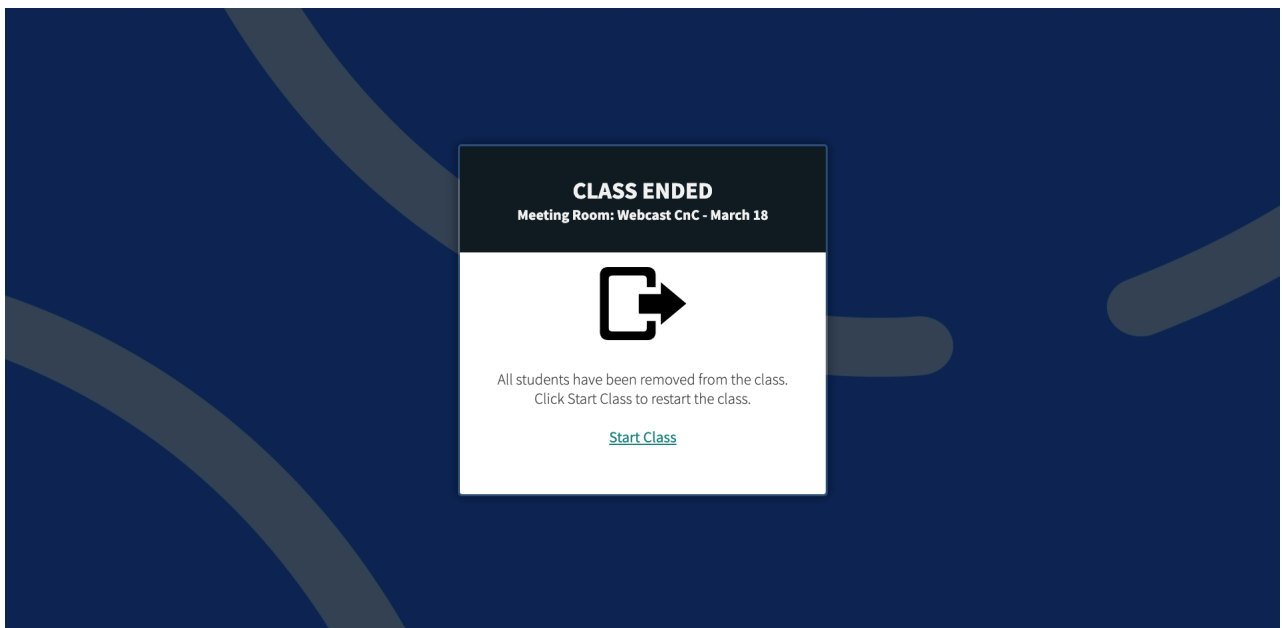 CLASS ENDED
Meeting Room: Webcast CnC - March 18
All students have been removed from the class.
Click Start Class to restart the class.
Start Class